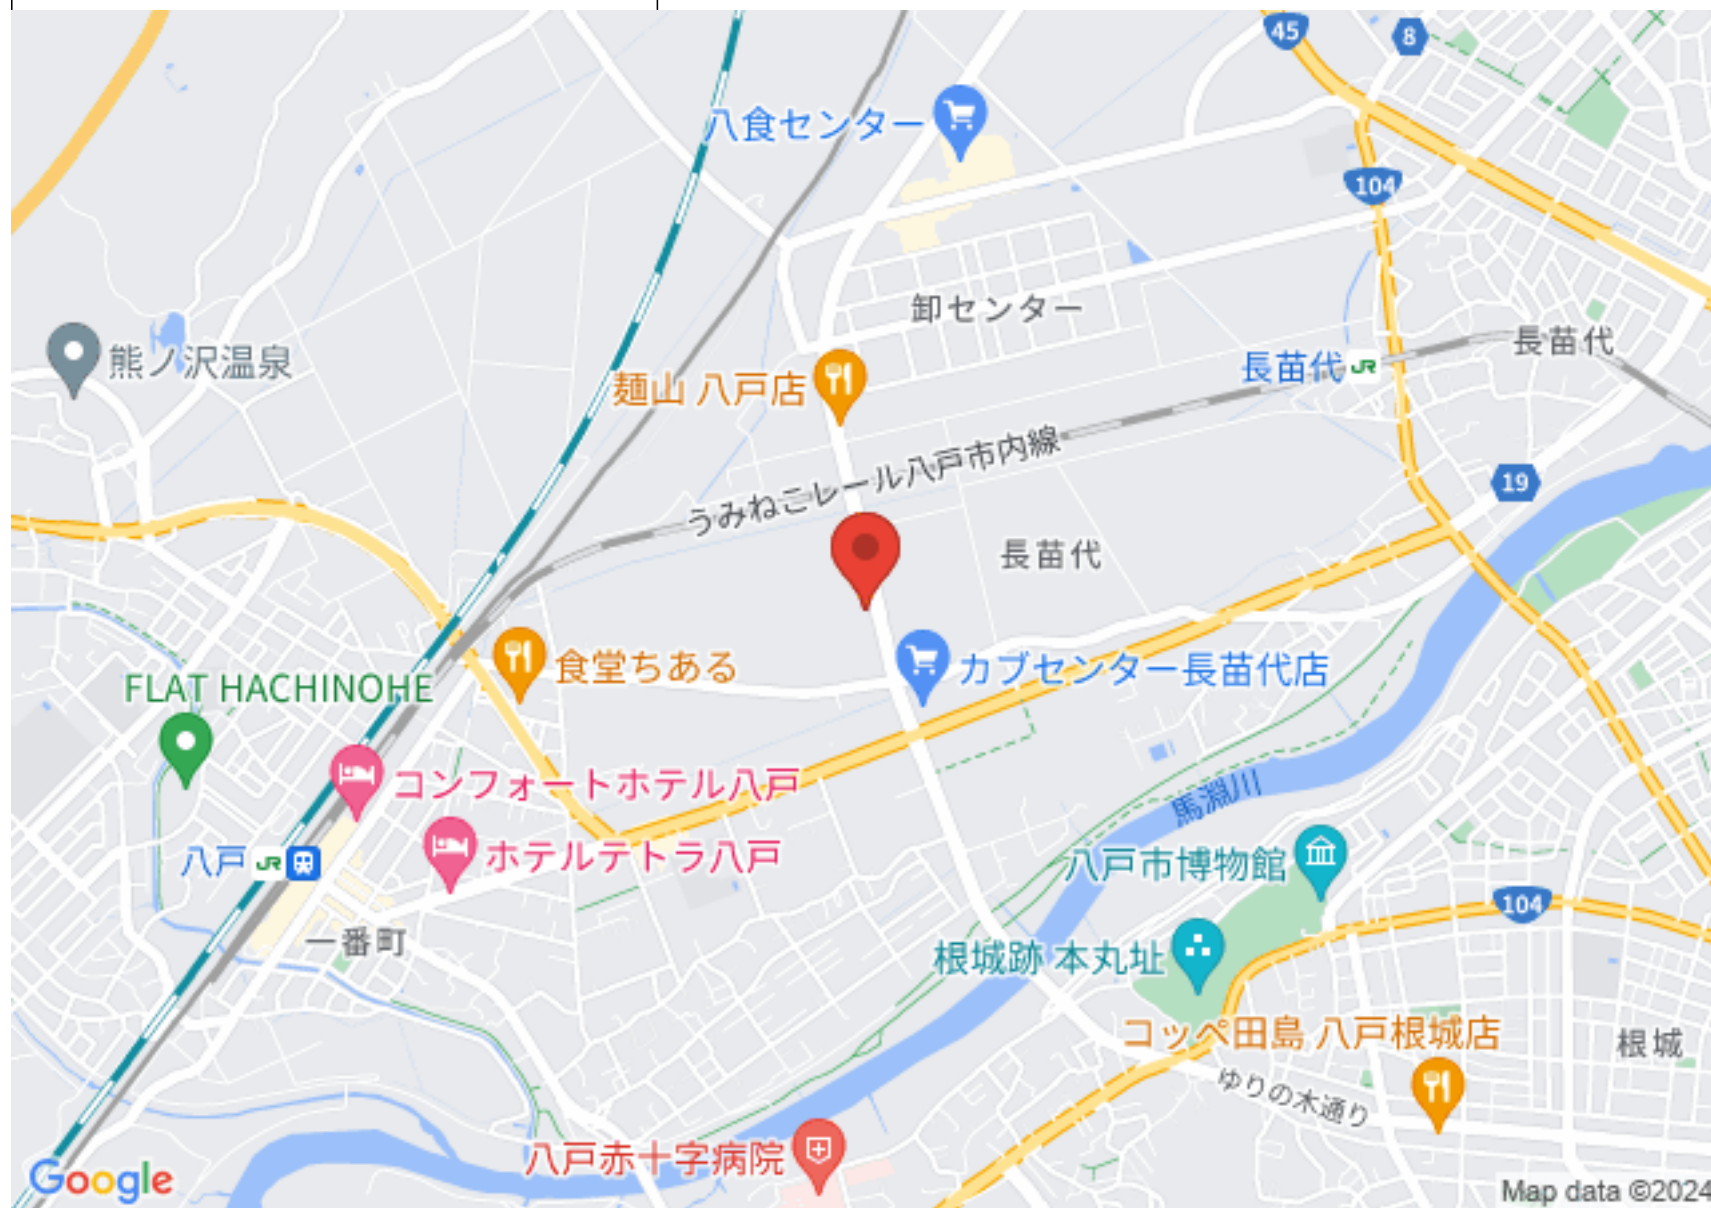 45
8
八食センター
104
卸センター
熊ノ沢温泉
長苗代
長苗代 JR
麺山 八戸店
うみねこレール八戸市内線
19
長苗代
食堂ちある
カブセンター長苗代店
FLAT HACHINOHE
コンフォートホテル八戸
馬淵川
八戸 JR
ホテルテトラ八戸
八戸市博物館
104
一番町
根城跡 本丸址
コッペ田島 八戸根城店
根城
ゆりの木通り
八戸赤十字病院
Google
Map data ©2024